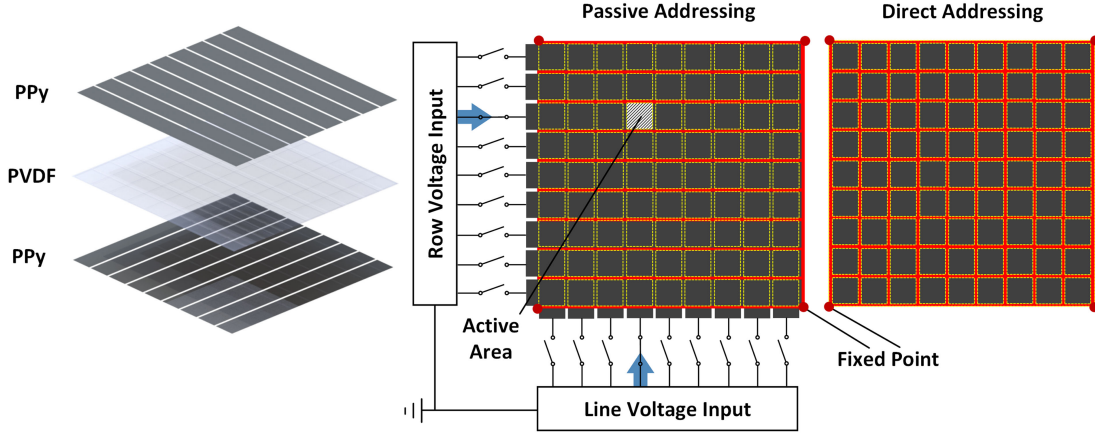 Passive Addressing
Direct Addressing
PPy
PVDF
PPy
Row Voltage Input
Active
Area
Fixed Point
Line Voltage Input